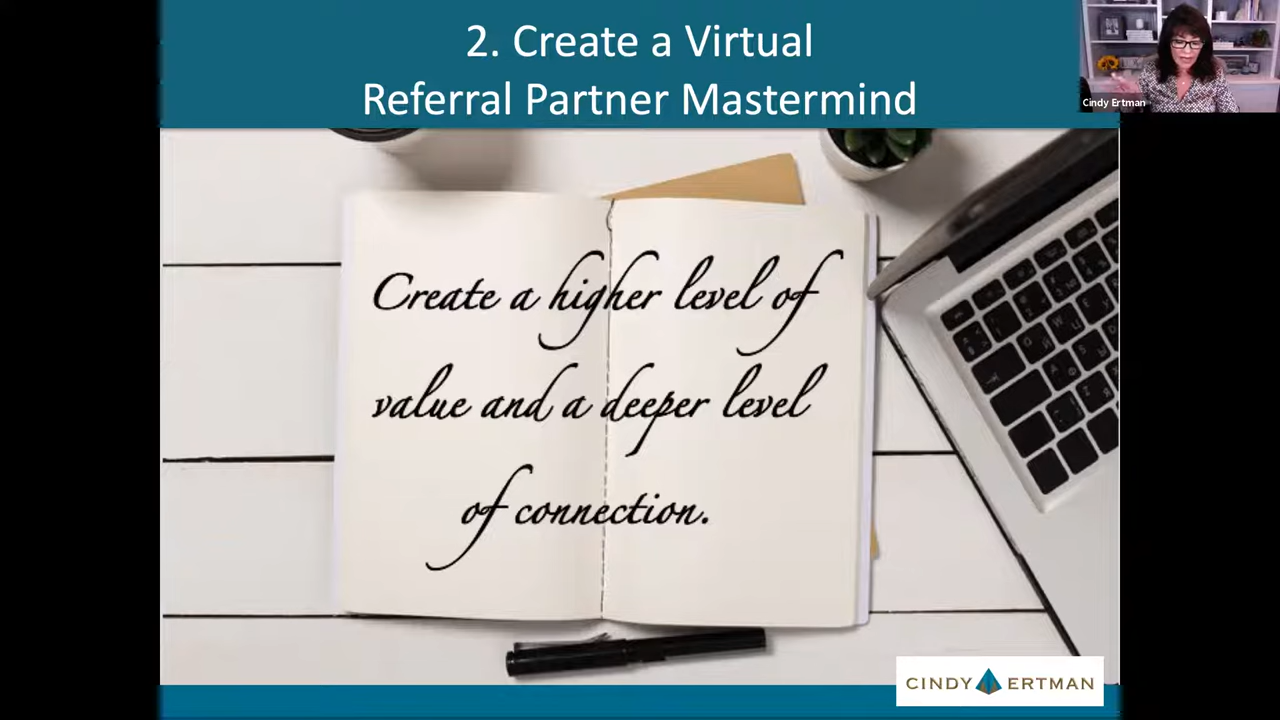 2. Create a Virtual
Referral Partner Mastermind
Cindy Ertman
Create a higher level of
value and a deeper level
of connection.
CINDY ERTMAN